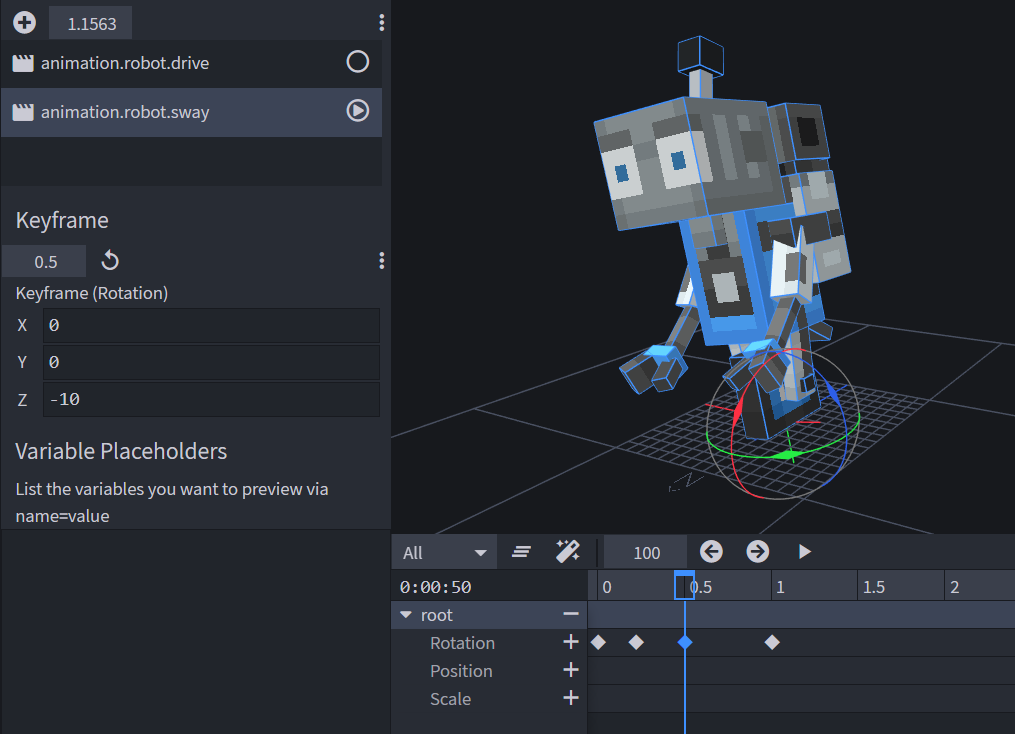 1.1563
animation.robot.drive
animation.robot.sway
Keyframe
0.5
Keyframe (Rotation)
X 0
Y 0
Z -10
Variable Placeholders
List the variables you want to preview via
name=value
N
All 100
0:00:50 0 0.5 1 1.5 2
root
Rotation
Position
Scale